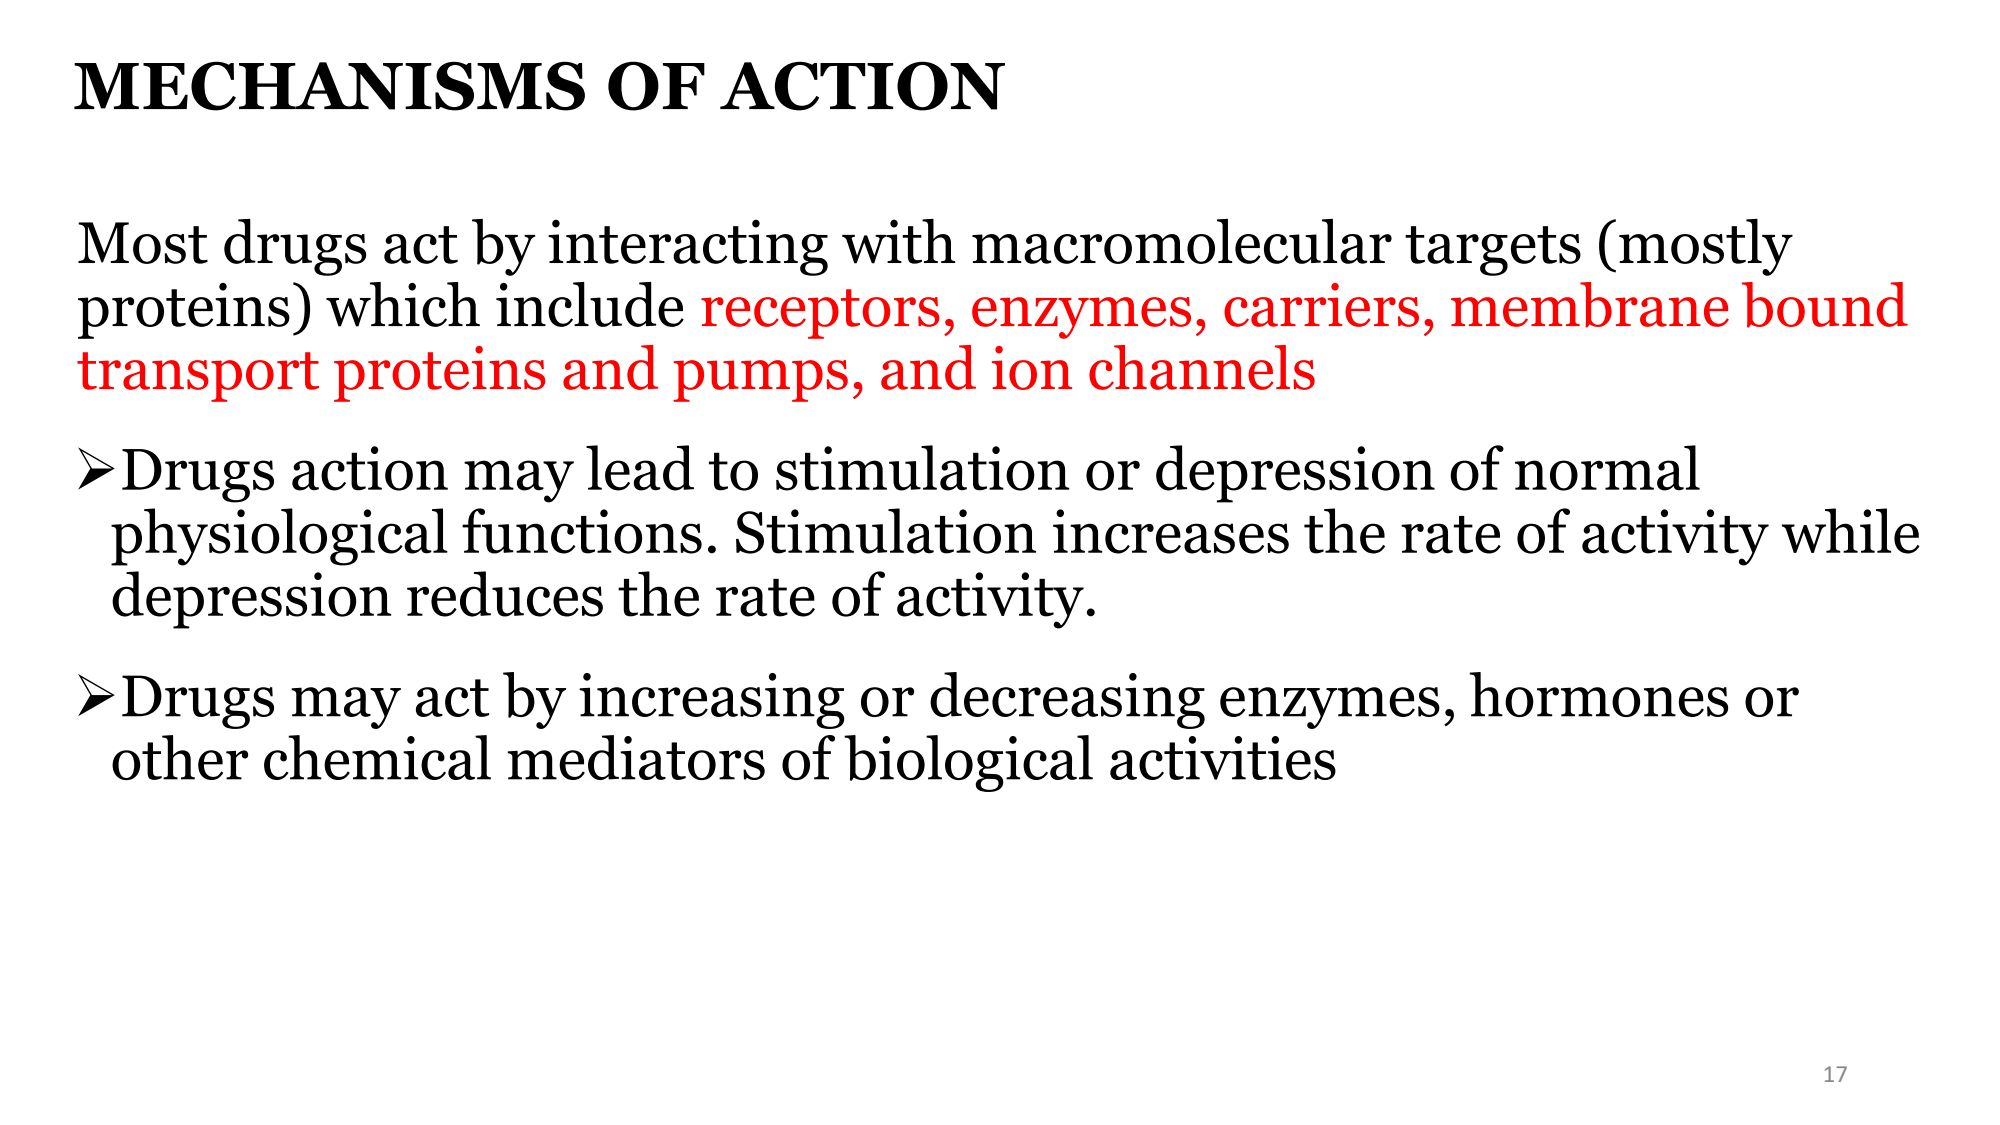 MECHANISMS OF ACTION
Most drugs act by interacting with macromolecular targets (mostly
proteins) which include receptors, enzymes, carriers, membrane bound
transport proteins and pumps, and ion channels
➢Drugs action may lead to stimulation or depression of normal
physiological functions. Stimulation increases the rate of activity while
depression reduces the rate of activity.
➢Drugs may act by increasing or decreasing enzymes, hormones or
other chemical mediators of biological activities
17